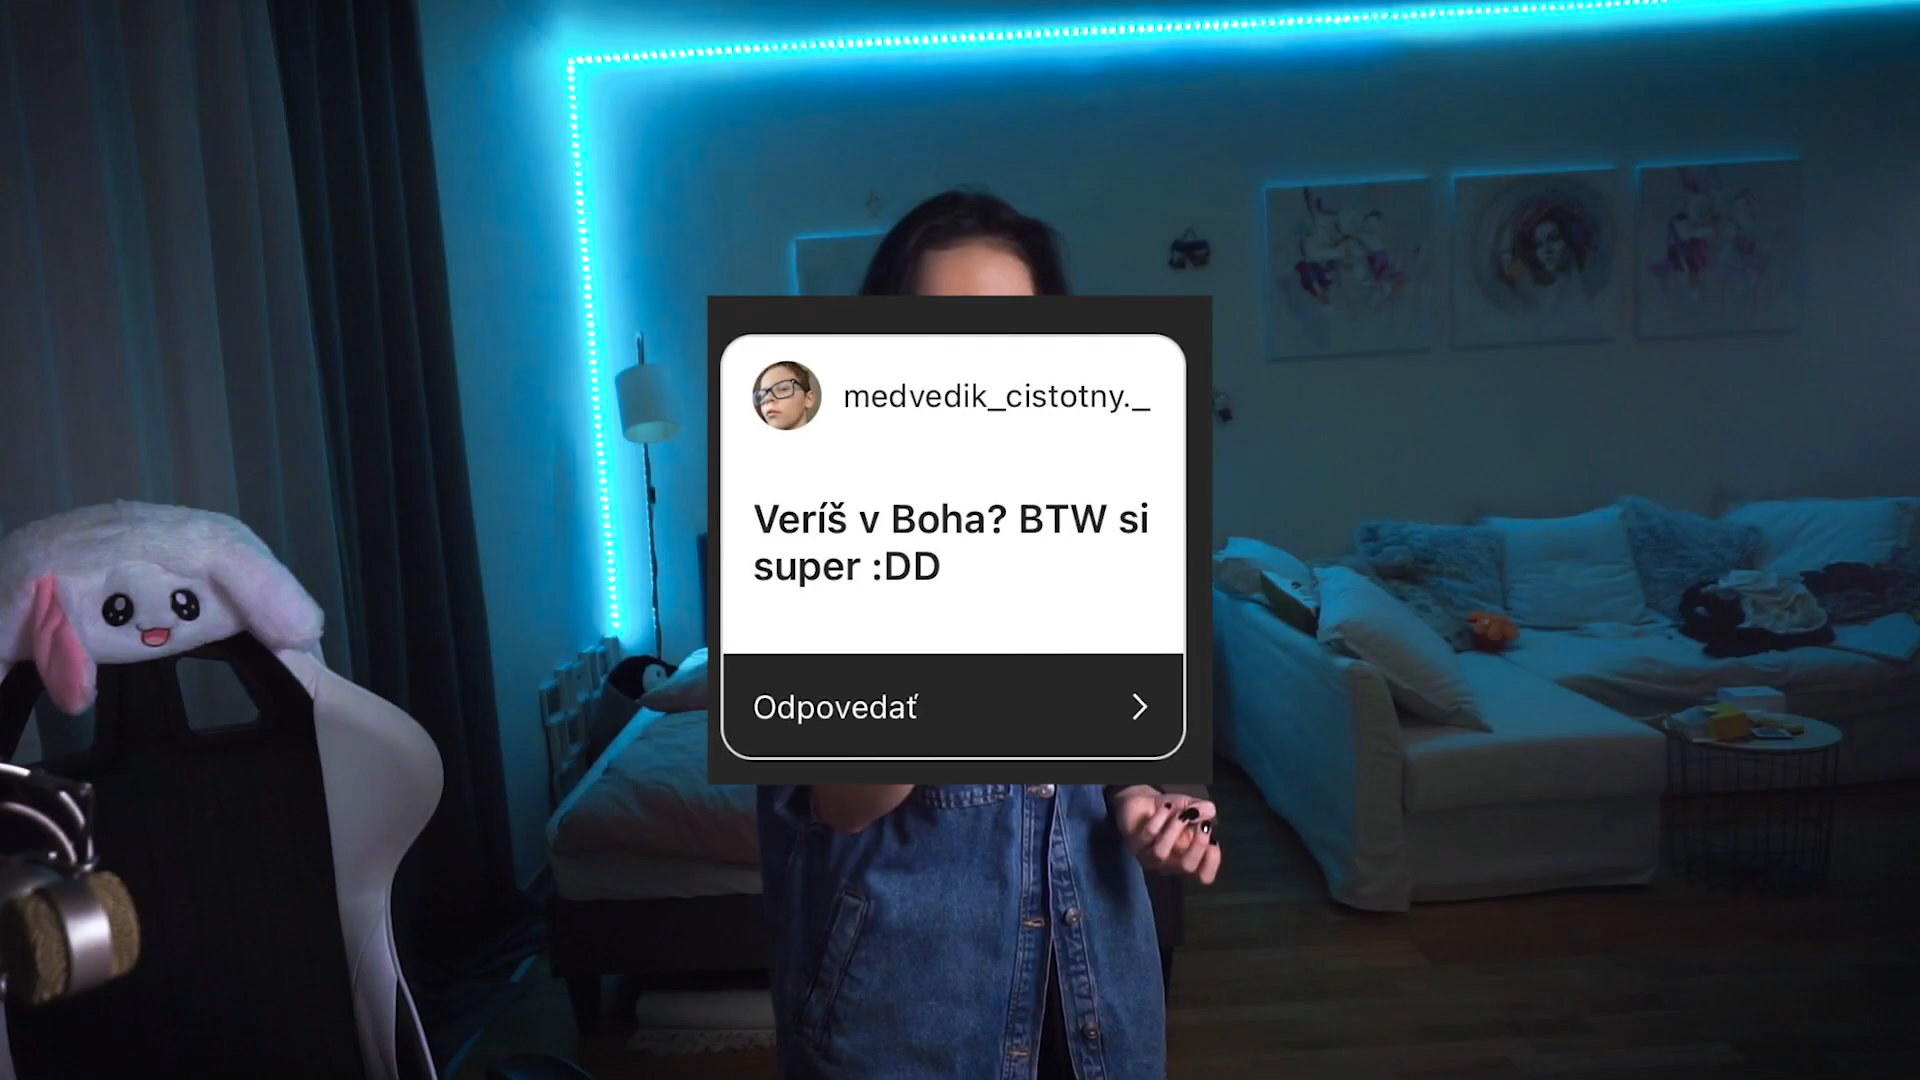 medvedik_cistotny._
Veríš v Boha? BTW si
super :DD
Odpovedať